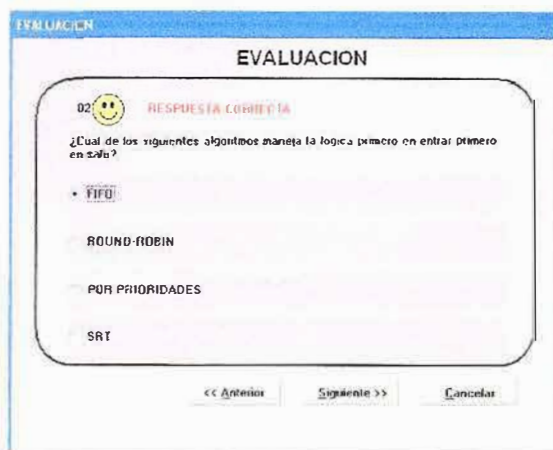 EVALUACION
EVALUACION
02 RESPUESTA CORRECTA
¿Cual de los siguientes algoritmos maneja la logica primero en entrar primero
en salir?
FIFO
ROUND-ROBIN
POR PRIORIDADES
SRT
<< Anterior Siguiente >> Cancelar